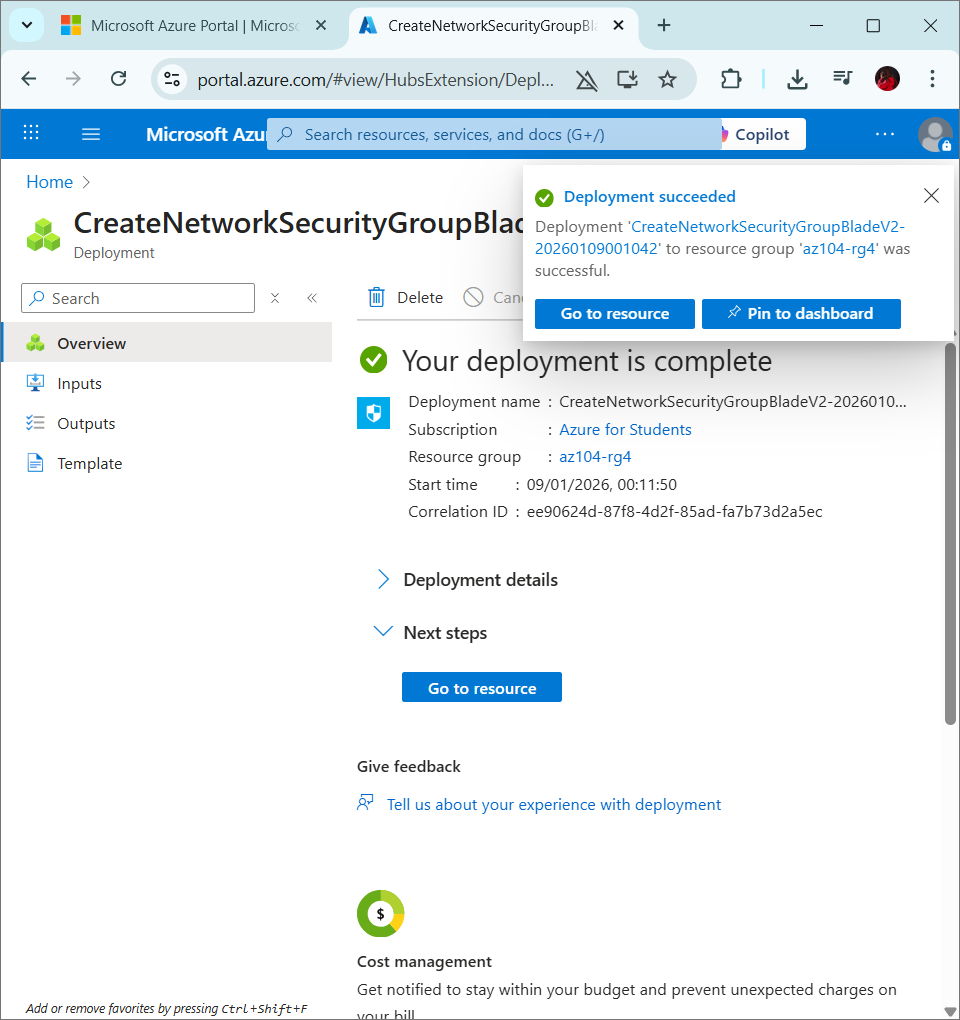 Microsoft Azure Portal | Micros
CreateNetworkSecurityGroupBla
portal.azure.com/#view/HubsExtension/Depl...
Microsoft Azu
Search resources, services, and docs (G+/)
Copilot
...
Home
CreateNetworkSecurityGroupBlad
Deployment
Deployment succeeded
Deployment 'CreateNetworkSecurityGroupBladeV2-
20260109001042' to resource group 'az104-rg4' was
successful.
Go to resource
Pin to dashboard
Search
Delete
Canc
Overview
Inputs
Outputs
Template
Your deployment is complete
Deployment name : CreateNetworkSecurityGroupBladeV2-2026010...
Subscription : Azure for Students
Resource group : az104-rg4
Start time : 09/01/2026, 00:11:50
Correlation ID : ee90624d-87f8-4d2f-85ad-fa7b73d2a5ec
Deployment details
Next steps
Go to resource
Give feedback
Tell us about your experience with deployment
$
Cost management
Get notified to stay within your budget and prevent unexpected charges on
your bill
Add or remove favorites by pressing Ctrl+Shift+F